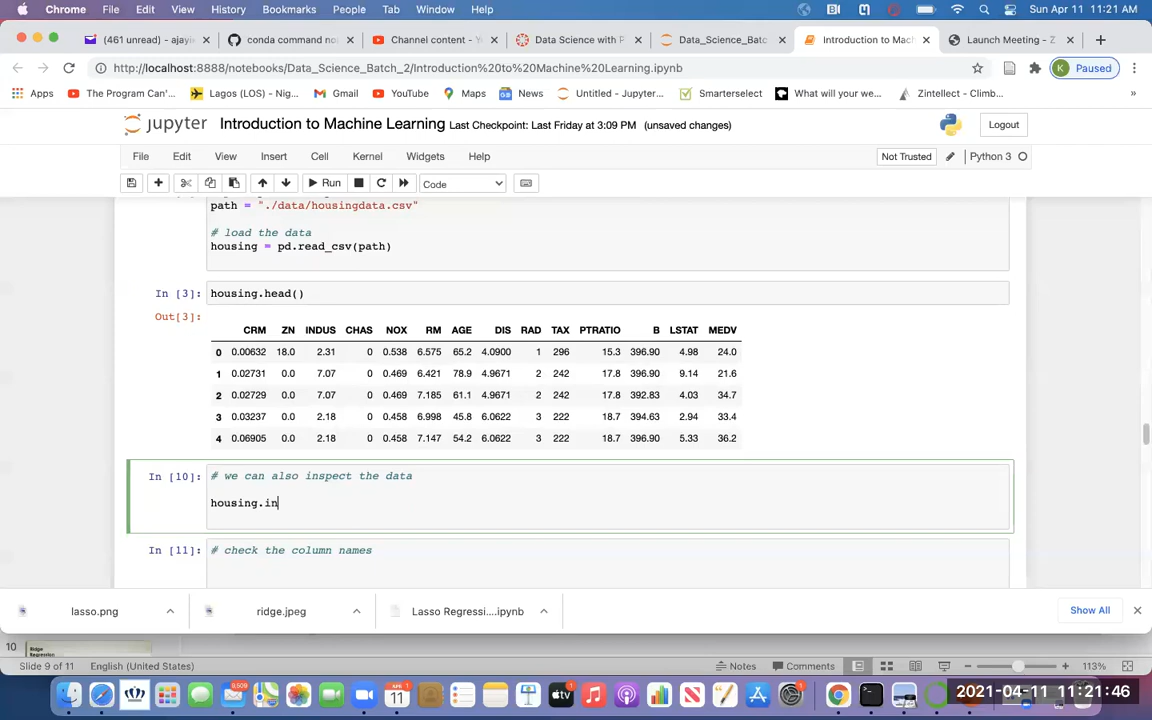 Chrome File Edit View History Bookmarks People Tab Window Help Sun Apr 11 11:21 AM
(461 unread) - ajayi conda command no Channel content - Y Data Science with P Data_Science_Batc Introduction to Mac Launch Meeting - Z
http://localhost:8888/notebooks/Data_Science_Batch_2/Introduction%20to%20Machine%20Learning.ipynb K Paused
Apps The Program Can'... Lagos (LOS) - Nig... Gmail YouTube Maps News Untitled - Jupyter... Smarterselect What will your we... Zintellect - Climb... »
jupyter Introduction to Machine Learning Last Checkpoint: Last Friday at 3:09 PM (unsaved changes) Logout
File Edit View Insert Cell Kernel Widgets Help Not Trusted Python 3
Run Code
path = "./data/housingdata.csv"
# load the data
housing = pd.read_csv(path)
In [3]: housing.head()
Out[3]:
CRM ZN INDUS CHAS NOX RM AGE DIS RAD TAX PTRATIO B LSTAT MEDV
0 0.00632 18.0 2.31 0 0.538 6.575 65.2 4.0900 1 296 15.3 396.90 4.98 24.0
1 0.02731 0.0 7.07 0 0.469 6.421 78.9 4.9671 2 242 17.8 396.90 9.14 21.6
2 0.02729 0.0 7.07 0 0.469 7.185 61.1 4.9671 2 242 17.8 392.83 4.03 34.7
3 0.03237 0.0 2.18 0 0.458 6.998 45.8 6.0622 3 222 18.7 394.63 2.94 33.4
4 0.06905 0.0 2.18 0 0.458 7.147 54.2 6.0622 3 222 18.7 396.90 5.33 36.2
In [10]: # we can also inspect the data
housing.in
In [11]: # check the column names
lasso.png ridge.jpeg Lasso Regressi....ipynb Show All
10 Ridge
Regression
Slide 9 of 11 English (United States) Notes Comments 113%
8,509 APR 11 2021-04-11 11:21:46